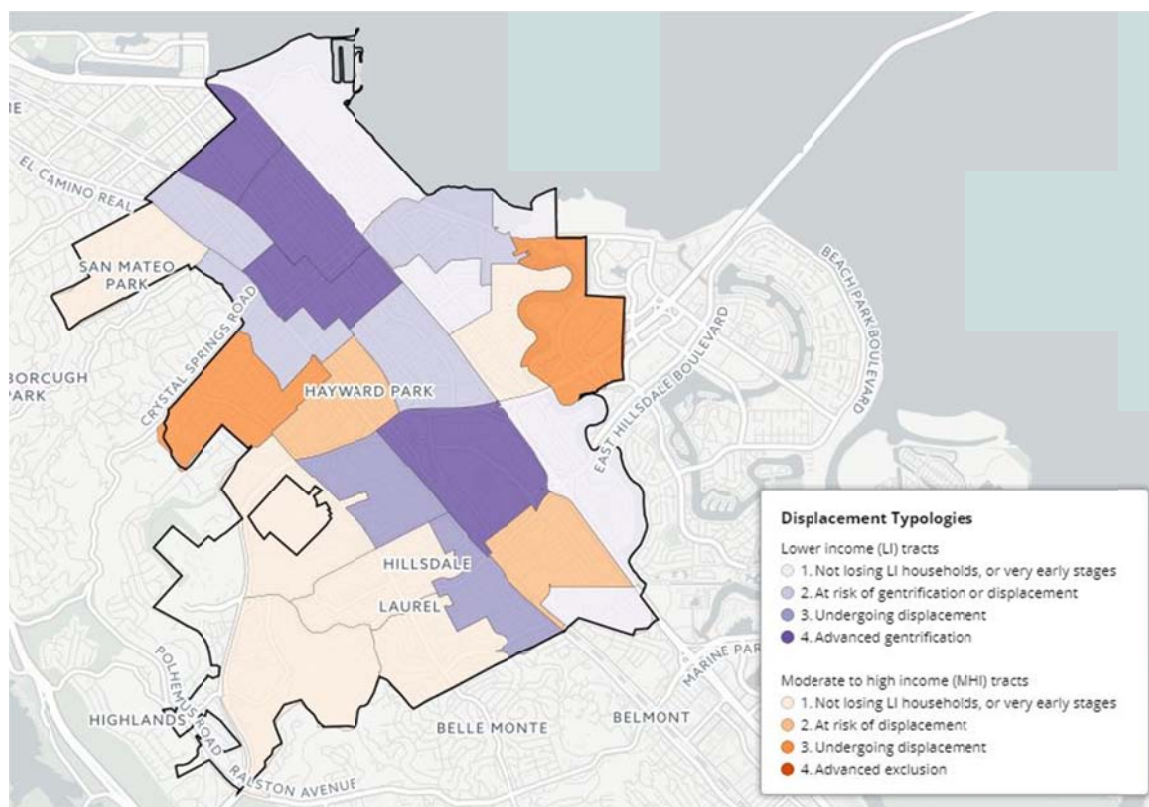 ME
EL CAMINO REAL
SAN MATEO
PARK
CRYSTAL SPRINGS ROAD
BOROUGH
PARK
HAYWARD PARK
EAST HILLSDALE BOULEVARD
BEACH PARK BOULEVARD
HILLSDALE
LAUREL
POLHEMUS ROAD
HIGHLANDS
BELLE MONTE
BELMONT
MARINE PAR
RALSTON AVENUE
Displacement Typologies
Lower income (LI) tracts
1. Not losing LI households, or very early stages
2. At risk of gentrification or displacement
3. Undergoing displacement
4. Advanced gentrification
Moderate to high income (MHI) tracts
1. Not losing LI households, or very early stages
2. At risk of displacement
3. Undergoing displacement
4. Advanced exclusion